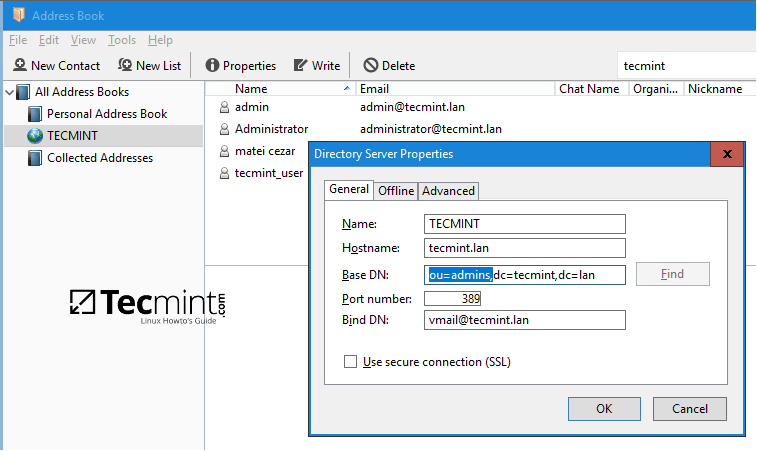 Address Book
File Edit View Tools Help
New Contact New List Properties Write Delete tecmint
All Address Books
Personal Address Book
TECMINT
Collected Addresses
Name Email Chat Name Organi... Nickname
admin admin@tecmint.lan
Administrator administrator@tecmint.lan
matei cezar
tecmint_user
Directory Server Properties X
General Offline Advanced
Name: TECMINT
Hostname: tecmint.lan
Base DN: ou=admins,dc=tecmint,dc=lan Find
Port number: 389
Bind DN: vmail@tecmint.lan
Use secure connection (SSL)
OK Cancel
Tecmint.com
Linux Howto's Guide